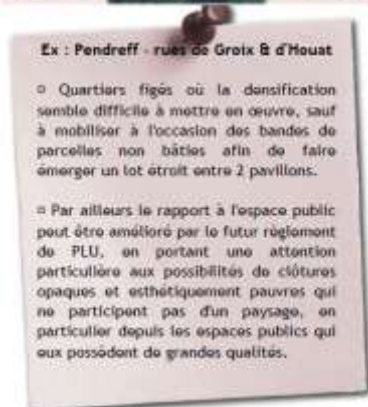 Ex : Pendreff - rues de Groix & d'Houat
▫ Quartiers figés où la densification
semble difficile à mettre en œuvre, sauf
à mobiliser à l'occasion des bandes de
parcelles non bâties afin de faire
émerger un lot étroit entre 2 pavillons.
▫ Par ailleurs le rapport à l'espace public
peut être amélioré par le futur règlement
de PLU, en portant une attention
particulière aux possibilités de clôtures
opaques et esthétiquement pauvres qui
ne participent pas d'un paysage, en
particulier depuis les espaces publics qui
eux possèdent de grandes qualités.